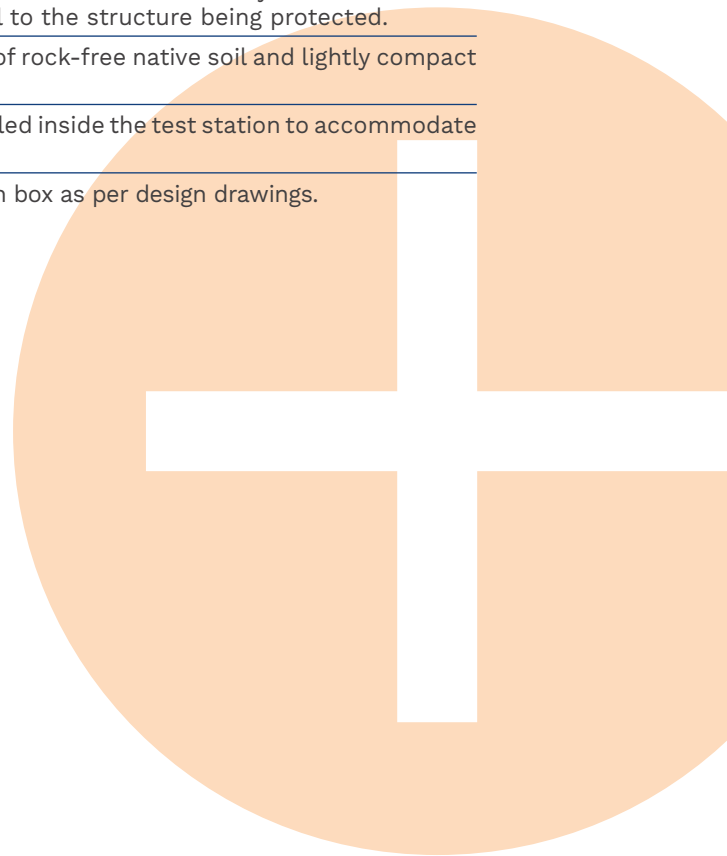 to the structure being protected.
of rock-free native soil and lightly compact
inside the test station to accommodate
box as per design drawings.